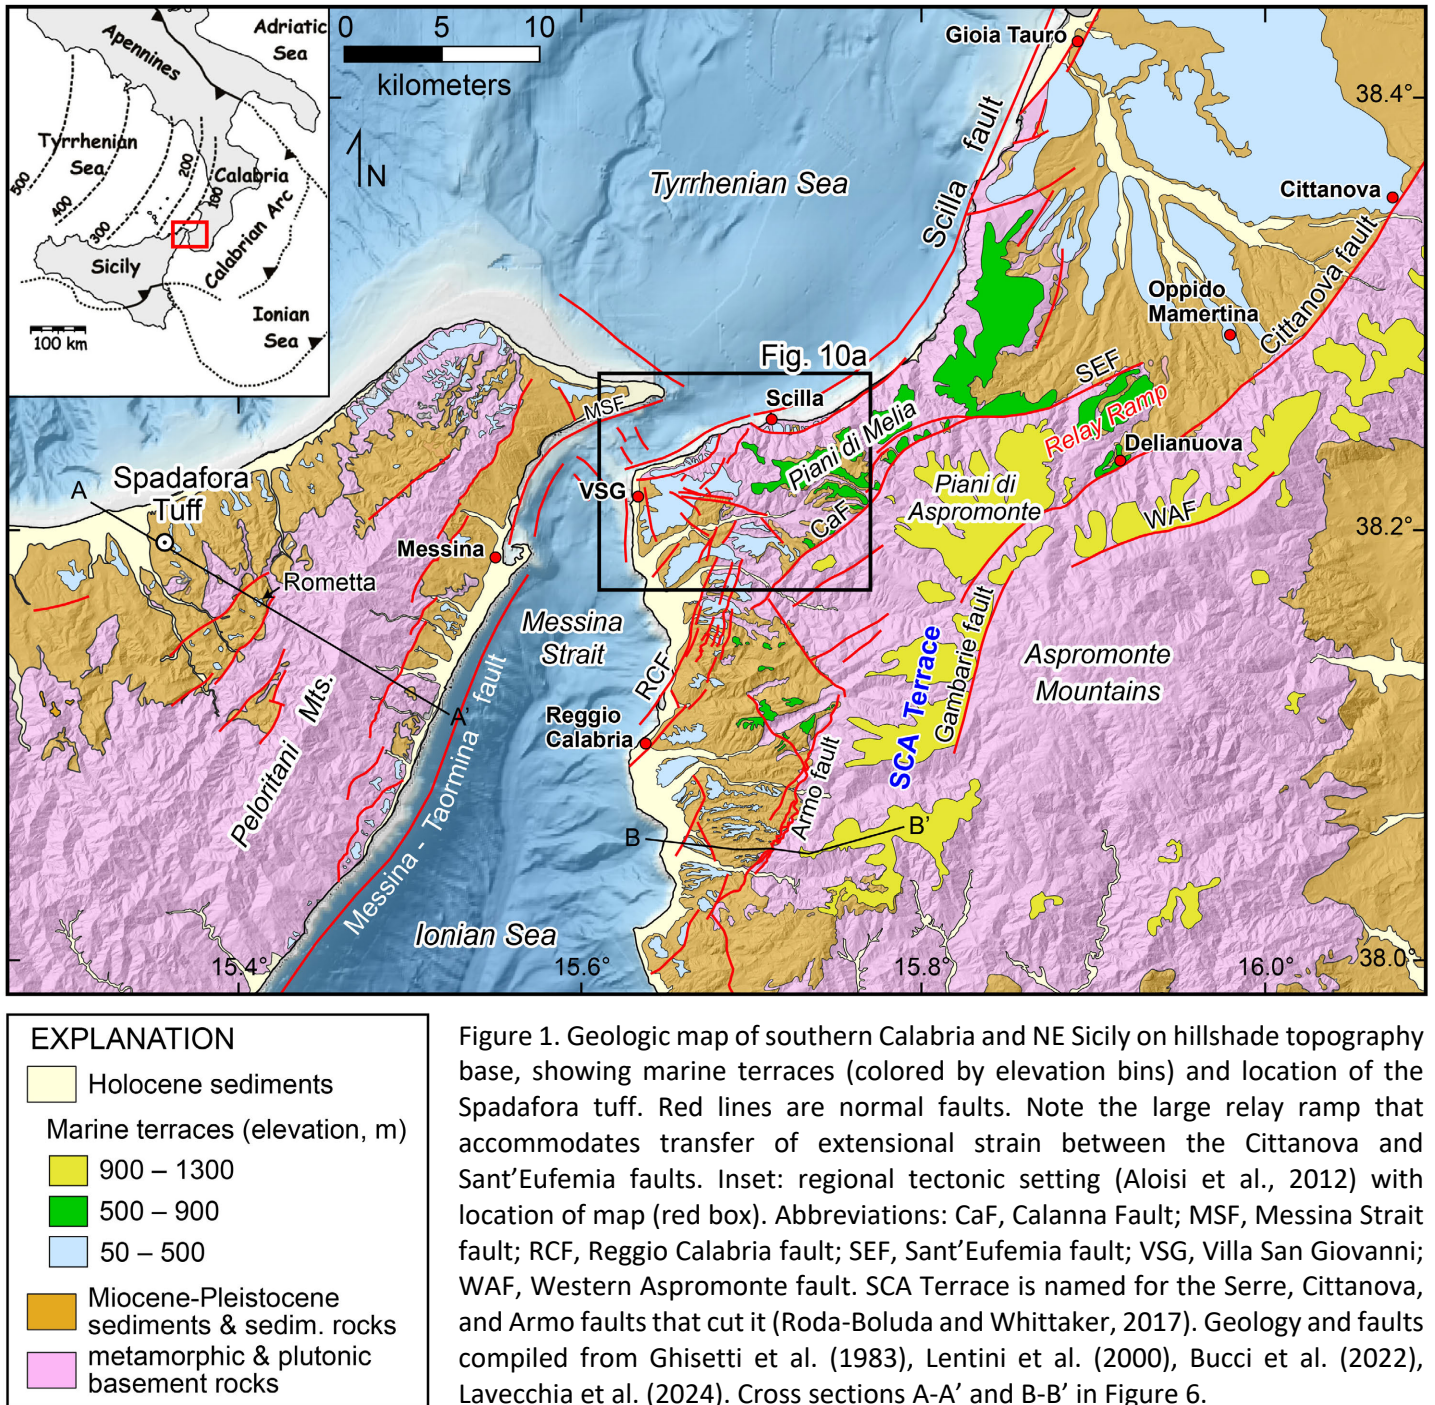 Apennines
Adriatic
Sea
Tyrrhenian
Sea
Calabria
500
400
300
200
100
Sicily
Calabrian Arc
Ionian
Sea
100 km
0 5 10
kilometers
N
Gioia Tauro
38.4°
Tyrrhenian Sea
Scilla fault
Cittanova
Cittanova fault
Oppido
Mamertina
Fig. 10a
SEF
MSF
Scilla
Relay Ramp
Piani di Melia
Delianuova
Spadafora
Tuff
A
VSG
Piani di
Aspromonte
CaF
WAF
38.2°
Messina
Rometta
Messina
Strait
SCA Terrace
Gambarie fault
Aspromonte
Mountains
RCF
Peloritani Mts.
A'
Reggio
Calabria
Armo fault
Messina - Taormina fault
B
B'
Ionian Sea
15.4°
15.6°
15.8°
16.0°
38.0°
EXPLANATION
Holocene sediments
Marine terraces (elevation, m)
900 – 1300
500 – 900
50 – 500
Miocene-Pleistocene
sediments & sedim. rocks
metamorphic & plutonic
basement rocks
Figure 1. Geologic map of southern Calabria and NE Sicily on hillshade topography
base, showing marine terraces (colored by elevation bins) and location of the
Spadafora tuff. Red lines are normal faults. Note the large relay ramp that
accommodates transfer of extensional strain between the Cittanova and
Sant’Eufemia faults. Inset: regional tectonic setting (Aloisi et al., 2012) with
location of map (red box). Abbreviations: CaF, Calanna Fault; MSF, Messina Strait
fault; RCF, Reggio Calabria fault; SEF, Sant’Eufemia fault; VSG, Villa San Giovanni;
WAF, Western Aspromonte fault. SCA Terrace is named for the Serre, Cittanova,
and Armo faults that cut it (Roda-Boluda and Whittaker, 2017). Geology and faults
compiled from Ghisetti et al. (1983), Lentini et al. (2000), Bucci et al. (2022),
Lavecchia et al. (2024). Cross sections A-A’ and B-B’ in Figure 6.